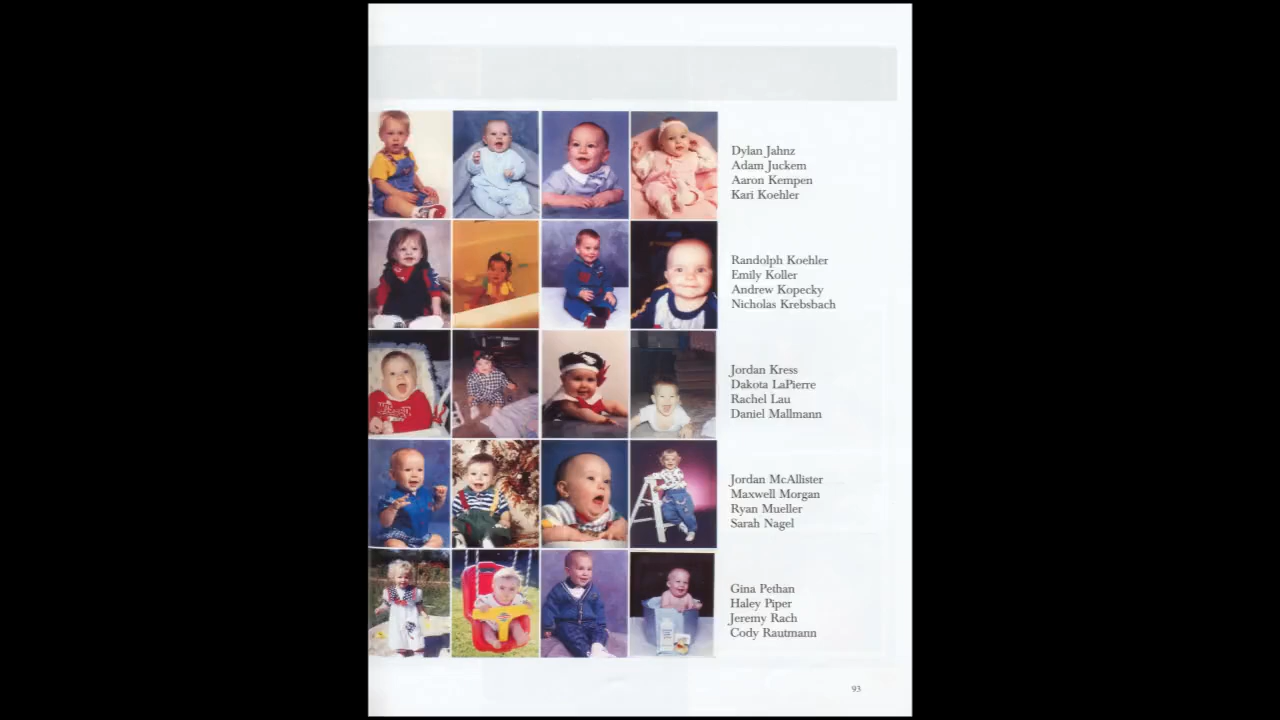 Dylan Jahnz
Adam Juckem
Aaron Kempen
Kari Koehler
Randolph Koehler
Emily Koller
Andrew Kopecky
Nicholas Krebsbach
Jordan Kress
Dakota LaPierre
Rachel Lau
Daniel Mallmann
Jordan McAllister
Maxwell Morgan
Ryan Mueller
Sarah Nagel
Gina Pethan
Haley Piper
Jeremy Rach
Cody Rautmann
93